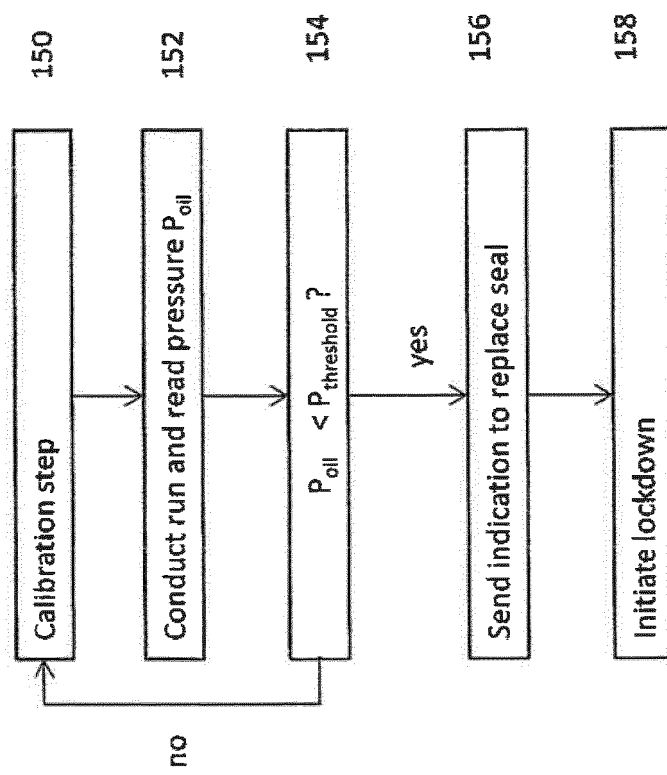 Calibration step 150
Conduct run and read pressure P_oil 152
P_oil < P_threshold ? 154
no
yes
Send indication to replace seal 156
Initiate lockdown 158